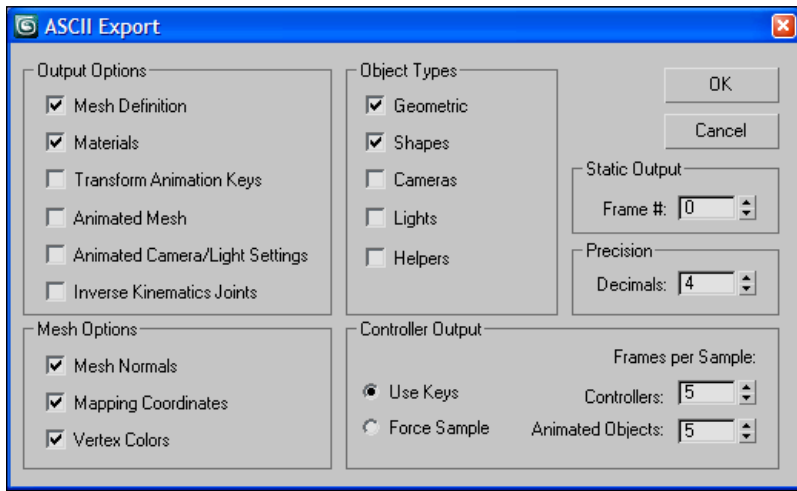 ASCII Export
Output Options
Mesh Definition
Materials
Transform Animation Keys
Animated Mesh
Animated Camera/Light Settings
Inverse Kinematics Joints
Object Types
Geometric
Shapes
Cameras
Lights
Helpers
OK
Cancel
Static Output
Frame #: 0
Precision
Decimals: 4
Mesh Options
Mesh Normals
Mapping Coordinates
Vertex Colors
Controller Output
Use Keys
Force Sample
Frames per Sample:
Controllers: 5
Animated Objects: 5